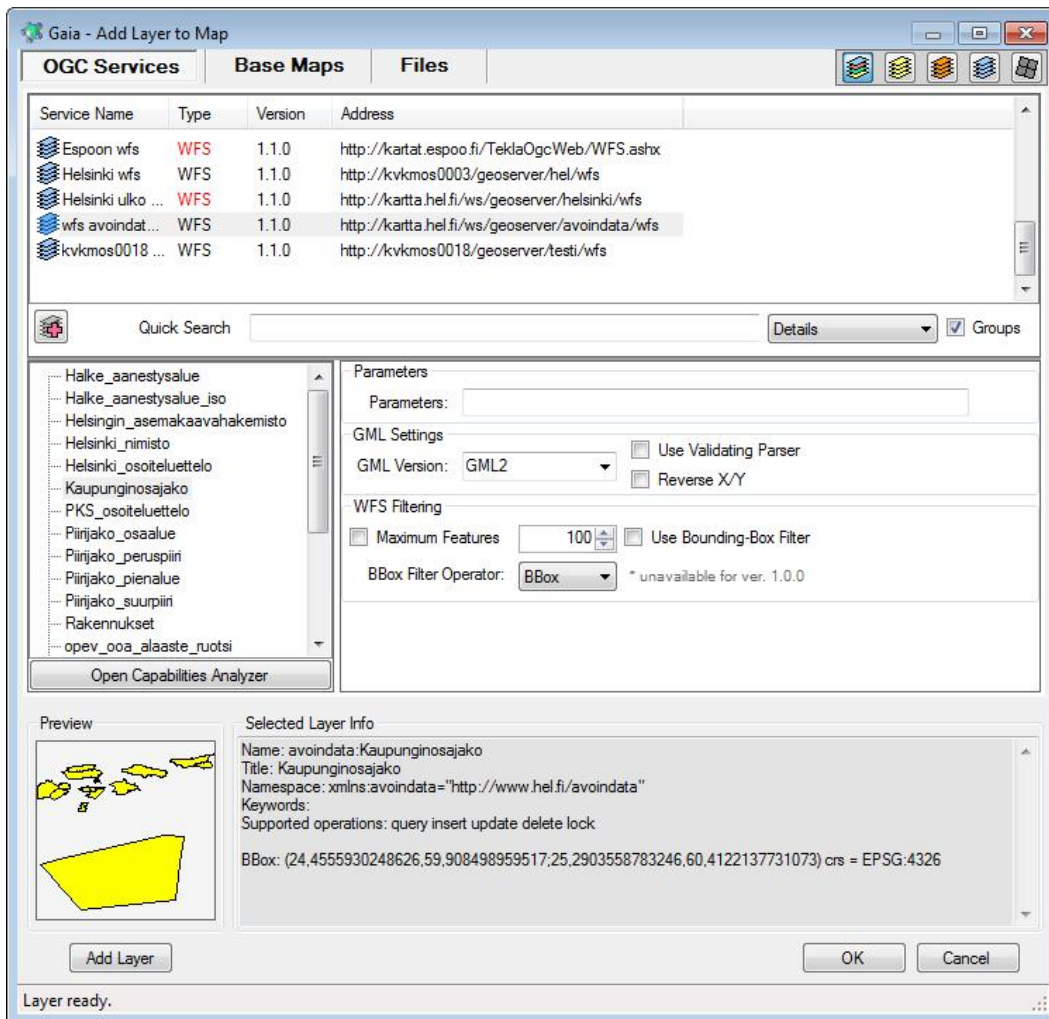 Gaia - Add Layer to Map
OGC Services Base Maps Files
Service Name Type Version Address
Espoon wfs WFS 1.1.0 http://kartat.espoo.fi/TeklaOgcWeb/WFS.ashx
Helsinki wfs WFS 1.1.0 http://kvkmos0003/geoserver/hel/wfs
Helsinki ulko ... WFS 1.1.0 http://kartta.hel.fi/ws/geoserver/helsinki/wfs
wfs avoindat... WFS 1.1.0 http://kartta.hel.fi/ws/geoserver/avoindata/wfs
kvkmos0018 ... WFS 1.1.0 http://kvkmos0018/geoserver/testi/wfs
Quick Search Details Groups
Halke_aanestysalue
Halke_aanestysalue_iso
Helsingin_asemakaavahakemisto
Helsinki_nimisto
Helsinki_osoiteluettelo
Kaupunginosajako
PKS_osoiteluettelo
Piirijako_osaalue
Piirijako_peruspiiri
Piirijako_pienalue
Piirijako_suurpiiri
Rakennukset
opev_ooa_alaaste_ruotsi
Open Capabilities Analyzer
Parameters
Parameters:
GML Settings
GML Version: GML2
Use Validating Parser
Reverse X/Y
WFS Filtering
Maximum Features 100 Use Bounding-Box Filter
BBox Filter Operator: BBox * unavailable for ver. 1.0.0
Preview
Selected Layer Info
Name: avoindata:Kaupunginosajako
Title: Kaupunginosajako
Namespace: xmlns:avoindata="http://www.hel.fi/avoindata"
Keywords:
Supported operations: query insert update delete lock
BBox: (24,4555930248626,59,908498959517;25,2903558783246,60,4122137731073) crs = EPSG:4326
Add Layer OK Cancel
Layer ready.